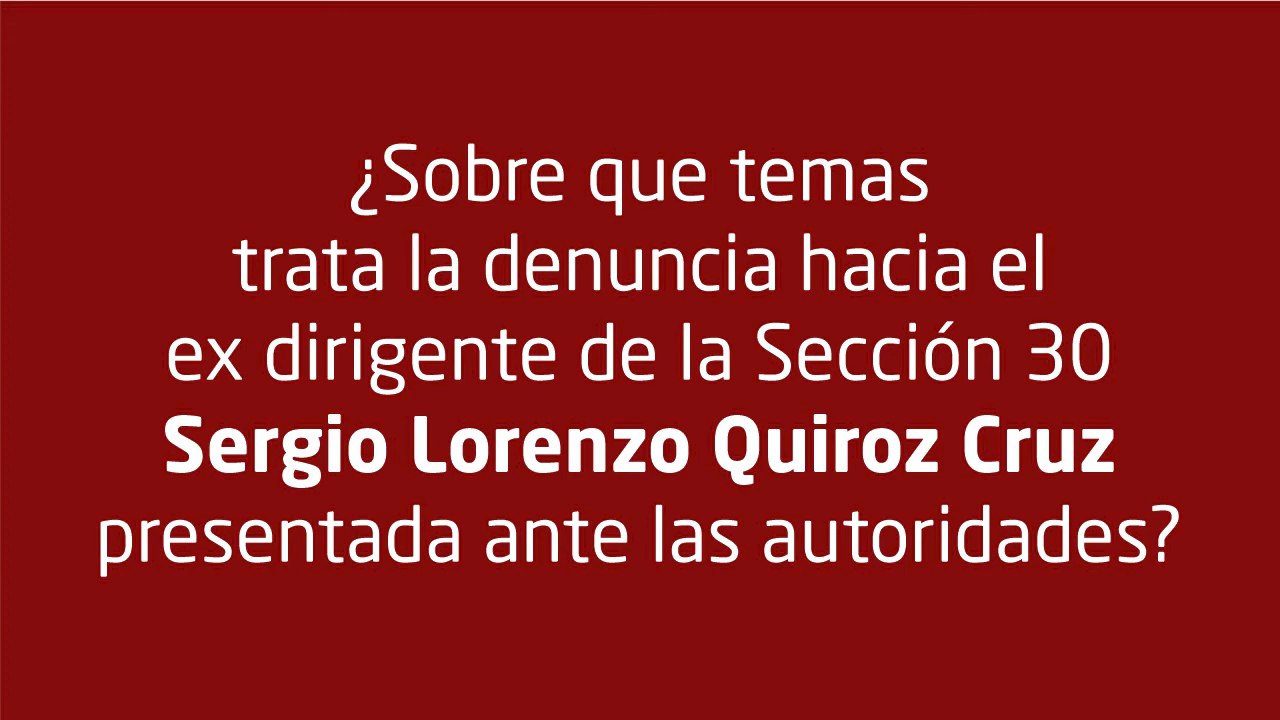 ¿Sobre que temas
trata la denuncia hacia el
ex dirigente de la Sección 30
Sergio Lorenzo Quiroz Cruz
presentada ante las autoridades?